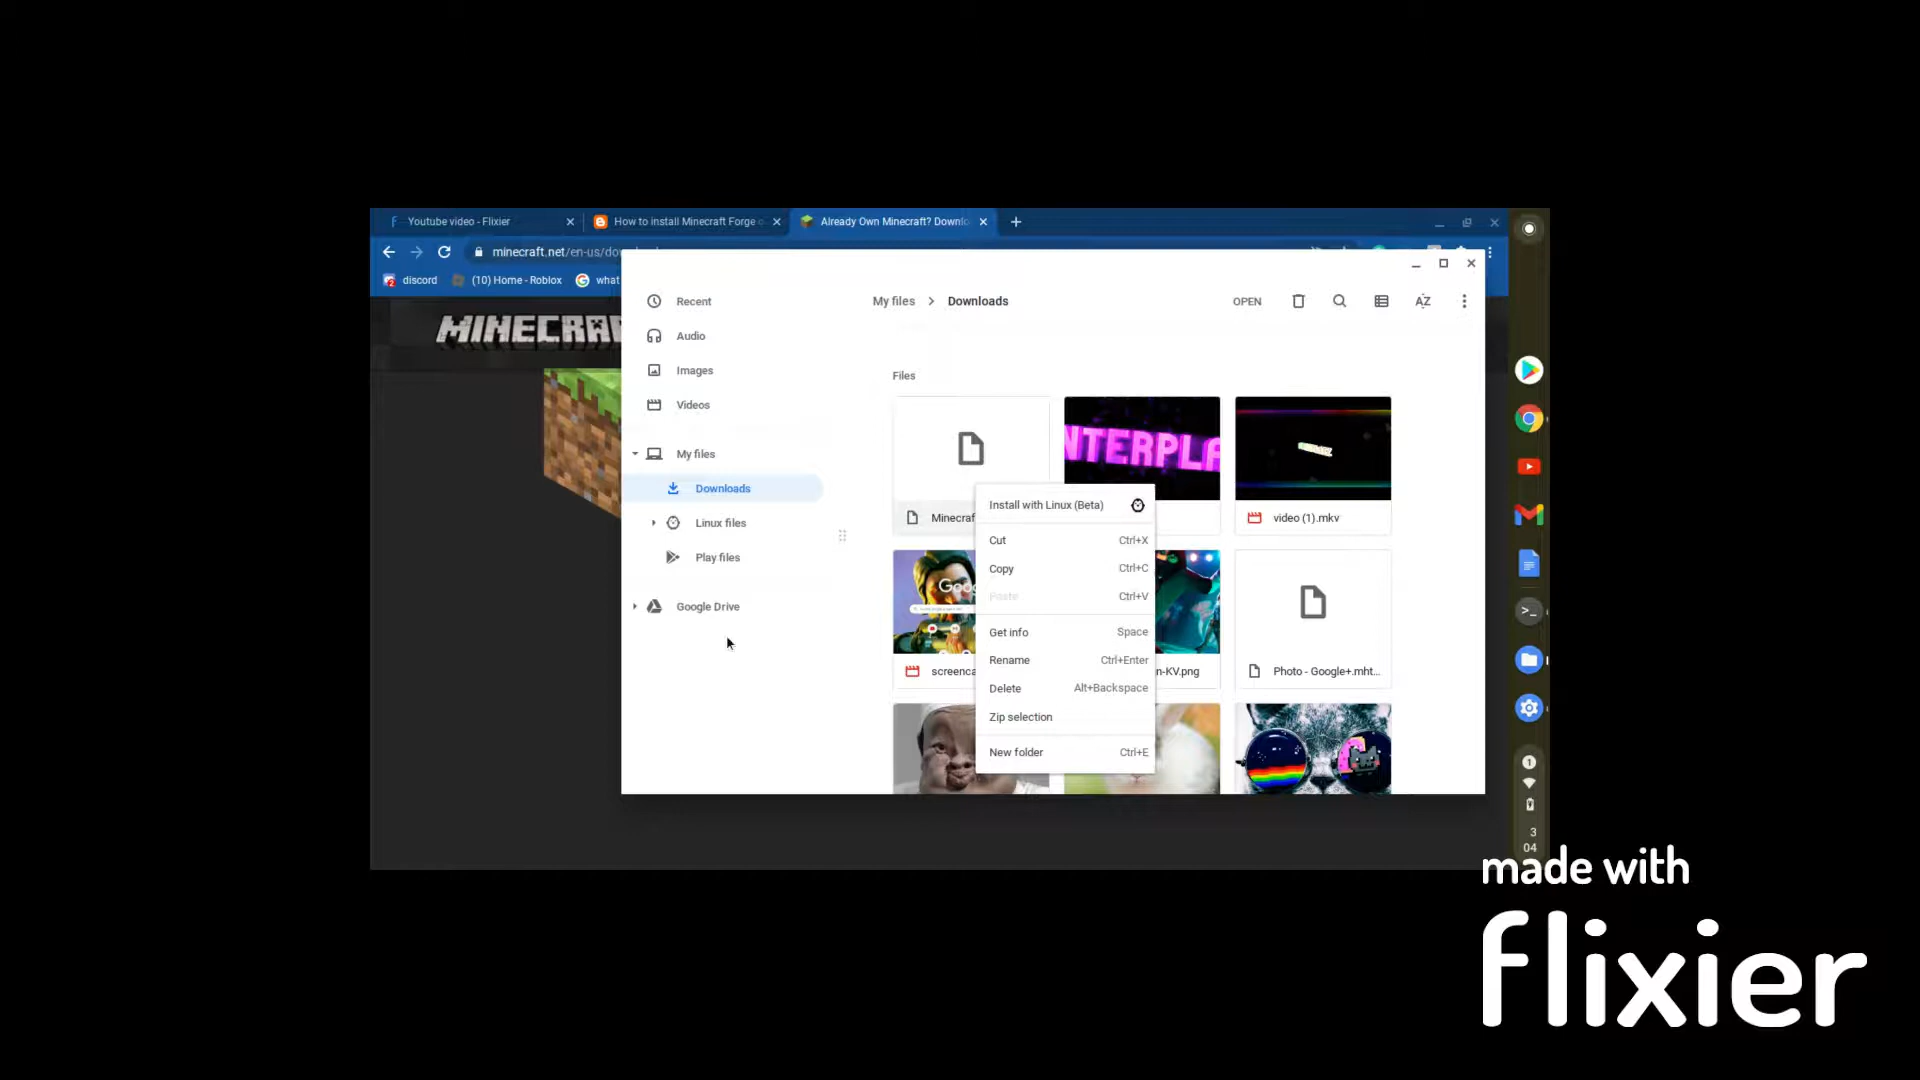 Youtube video - Flixier
How to install Minecraft Forge
Already Own Minecraft? Downlo
minecraft.net/en-us/do
discord
(10) Home - Roblox
what
MINECRA
Recent
Audio
Images
Videos
My files
Downloads
Linux files
Play files
Google Drive
My files > Downloads
OPEN
AZ
Files
NTERPLA
Minecraf
video (1).mkv
Goo
screenca
n-KV.png
Photo - Google+.mht...
Install with Linux (Beta)
Cut Ctrl+X
Copy Ctrl+C
Paste Ctrl+V
Get info Space
Rename Ctrl+Enter
Delete Alt+Backspace
Zip selection
New folder Ctrl+E
1
3
04
made with
flixier